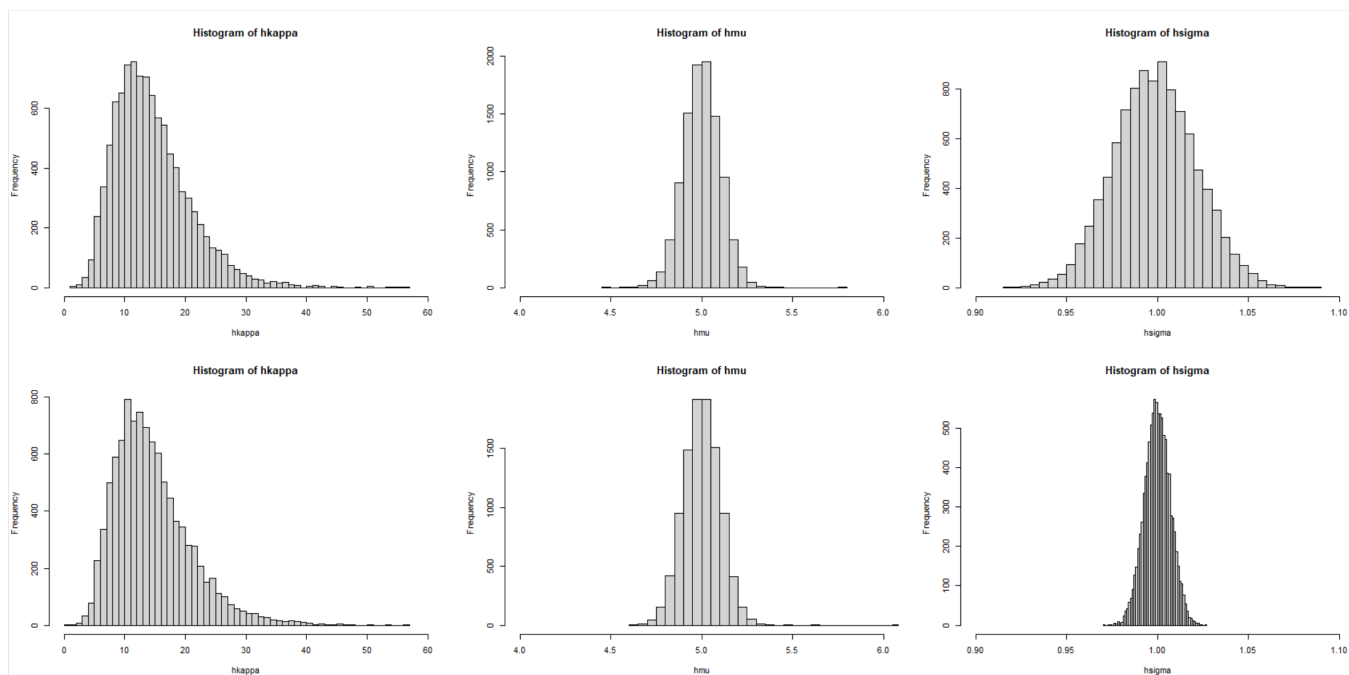 Histogram of hkappa
Frequency
0
200
400
600
0 10 20 30 40 50 60
hkappa
Histogram of hmu
Frequency
0
500
1000
1500
2000
4.0 4.5 5.0 5.5 6.0
hmu
Histogram of hsigma
Frequency
0
200
400
600
800
0.90 0.95 1.00 1.05 1.10
hsigma
Histogram of hkappa
Frequency
0
200
400
600
800
0 10 20 30 40 50 60
hkappa
Histogram of hmu
Frequency
0
500
1000
1500
4.0 4.5 5.0 5.5 6.0
hmu
Histogram of hsigma
Frequency
0
100
200
300
400
500
0.90 0.95 1.00 1.05 1.10
hsigma